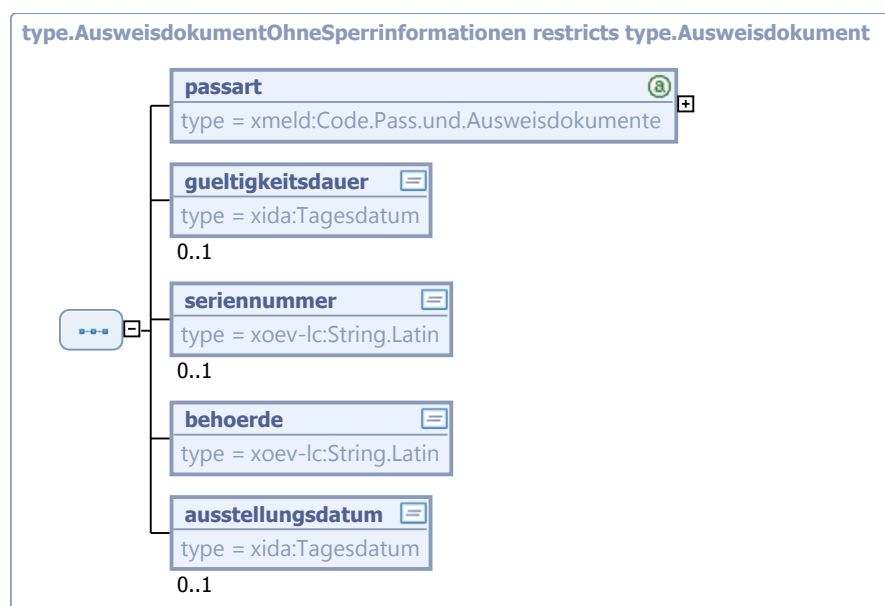 type.AusweisdokumentOhneSperrinformationen restricts type.Ausweisdokument
passart
type = xmeld:Code.Pass.und.Ausweisdokumente
gueltigkeitsdauer
type = xida:Tagesdatum
0..1
seriennummer
type = xoev-lc:String.Latin
0..1
behoerde
type = xoev-lc:String.Latin
ausstellungsdatum
type = xida:Tagesdatum
0..1